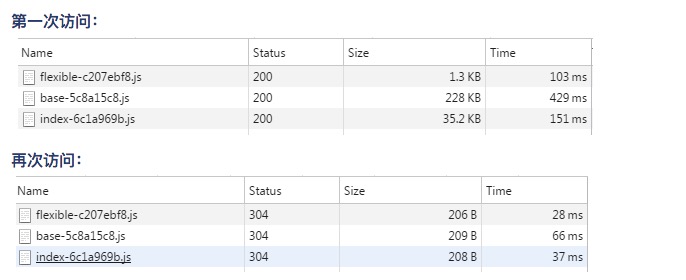 第一次访问：
Name Status Size Time
flexible-c207ebf8.js 200 1.3 KB 103 ms
base-5c8a15c8.js 200 228 KB 429 ms
index-6c1a969b.js 200 35.2 KB 151 ms
再次访问：
Name Status Size Time
flexible-c207ebf8.js 304 206 B 28 ms
base-5c8a15c8.js 304 209 B 66 ms
index-6c1a969b.js 304 208 B 37 ms